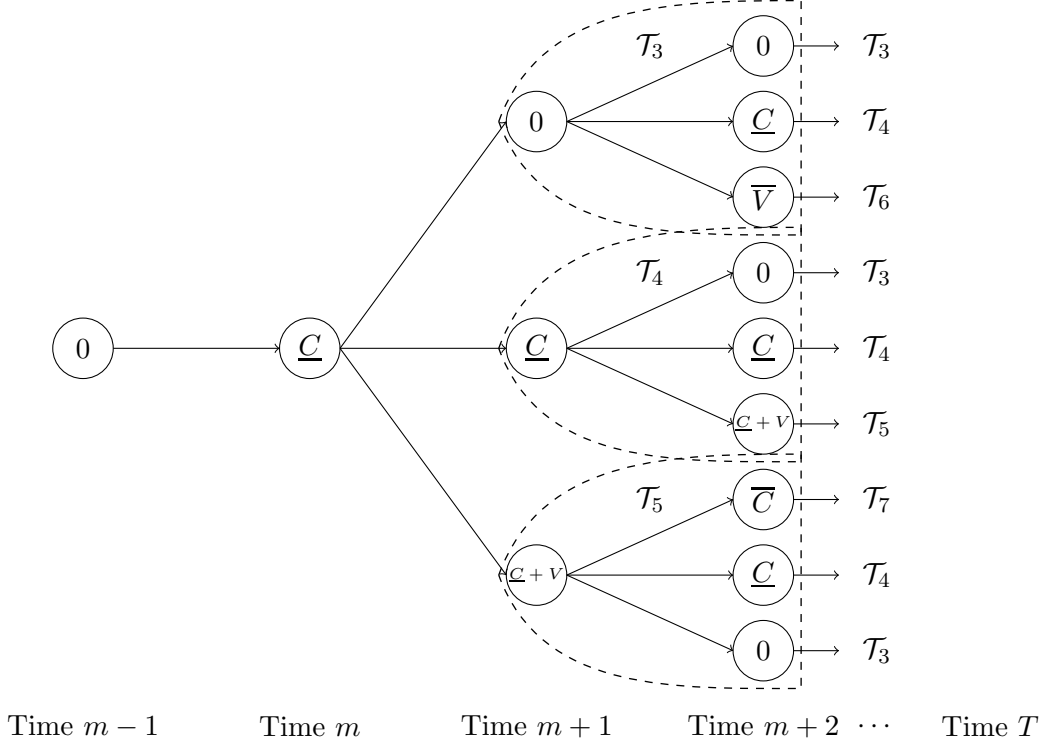 𝒯₃ 0 𝒯₃
0 C̲ 𝒯₄
V̅ 𝒯₆
𝒯₄ 0 𝒯₃
0 C̲ C̲ C̲ 𝒯₄
C̲ + V 𝒯₅
𝒯₅ C̅ 𝒯₇
C̲ + V C̲ 𝒯₄
0 𝒯₃
Time m − 1 Time m Time m + 1 Time m + 2 ⋯ Time T